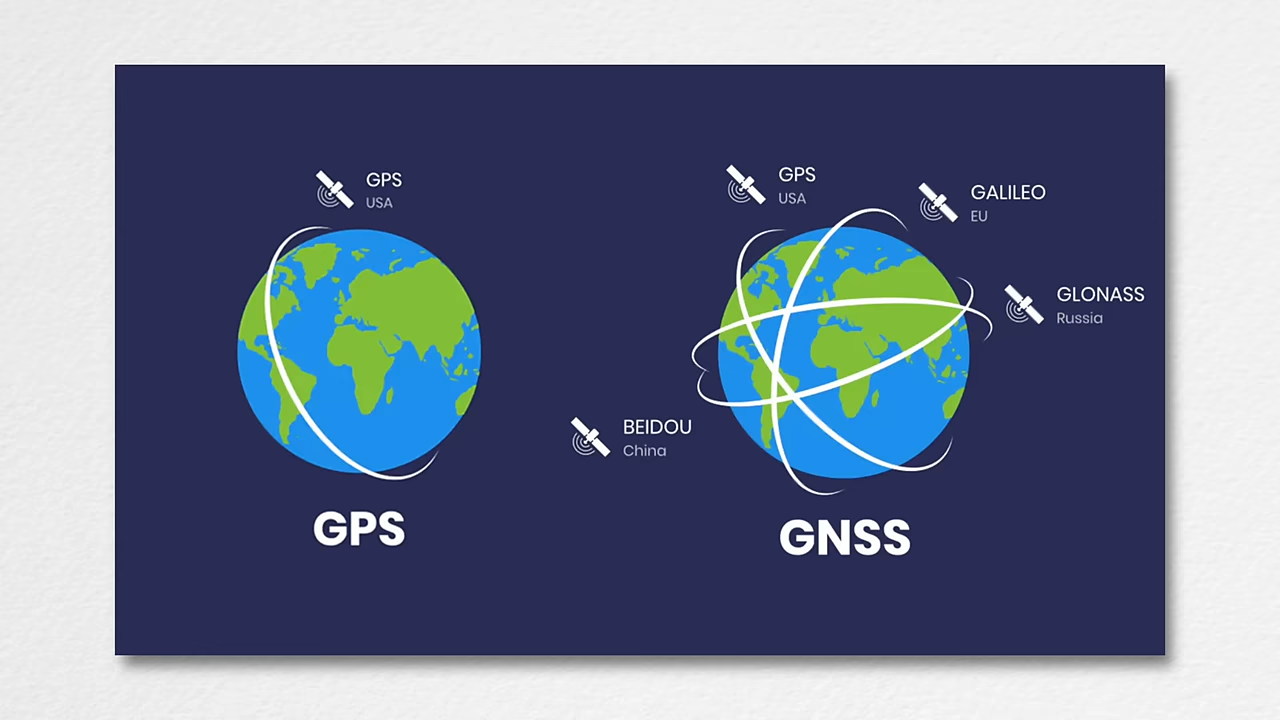 GPS
USA
GPS
GPS
USA
GALILEO
EU
GLONASS
Russia
BEIDOU
China
GNSS